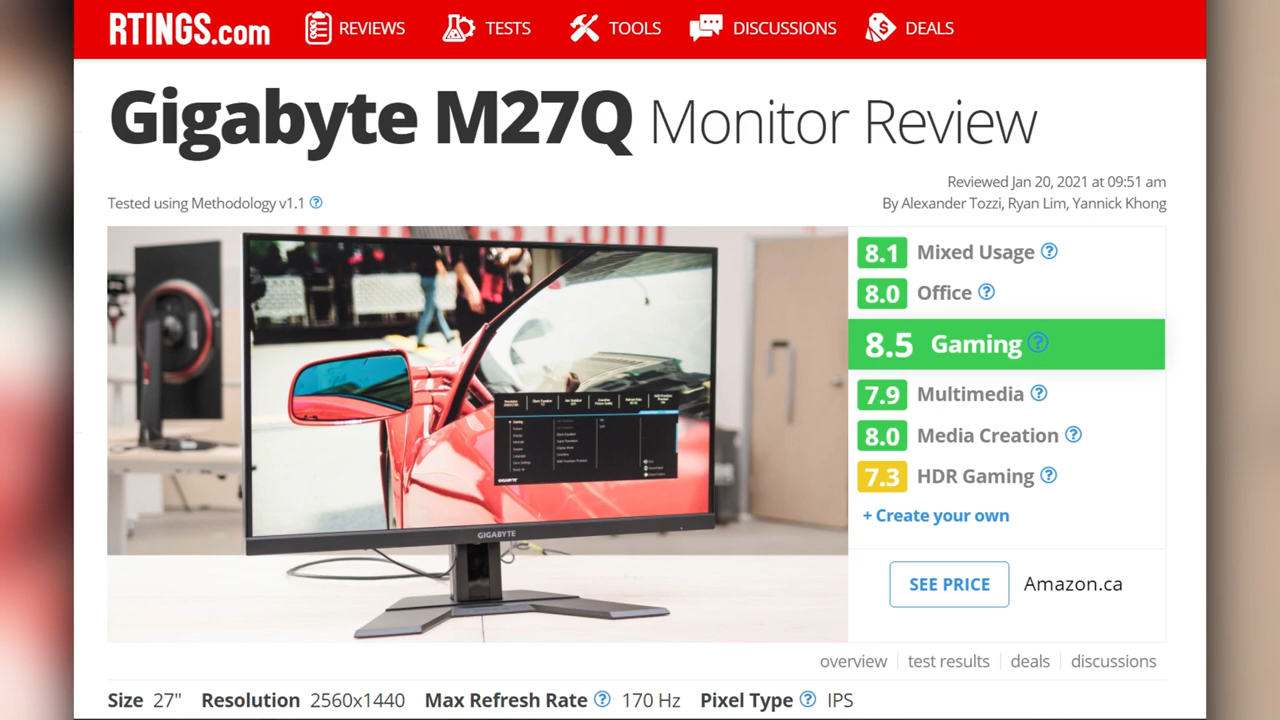 RTINGS.com REVIEWS TESTS TOOLS DISCUSSIONS DEALS
Gigabyte M27Q Monitor Review
Reviewed Jan 20, 2021 at 09:51 am
Tested using Methodology v1.1 ?
By Alexander Tozzi, Ryan Lim, Yannick Khong
8.1 Mixed Usage ?
8.0 Office ?
8.5 Gaming ?
7.9 Multimedia ?
8.0 Media Creation ?
7.3 HDR Gaming ?
+ Create your own
GIGABYTE
GIGABYTE
SEE PRICE Amazon.ca
overview test results deals discussions
Size 27" Resolution 2560x1440 Max Refresh Rate ? 170 Hz Pixel Type ? IPS